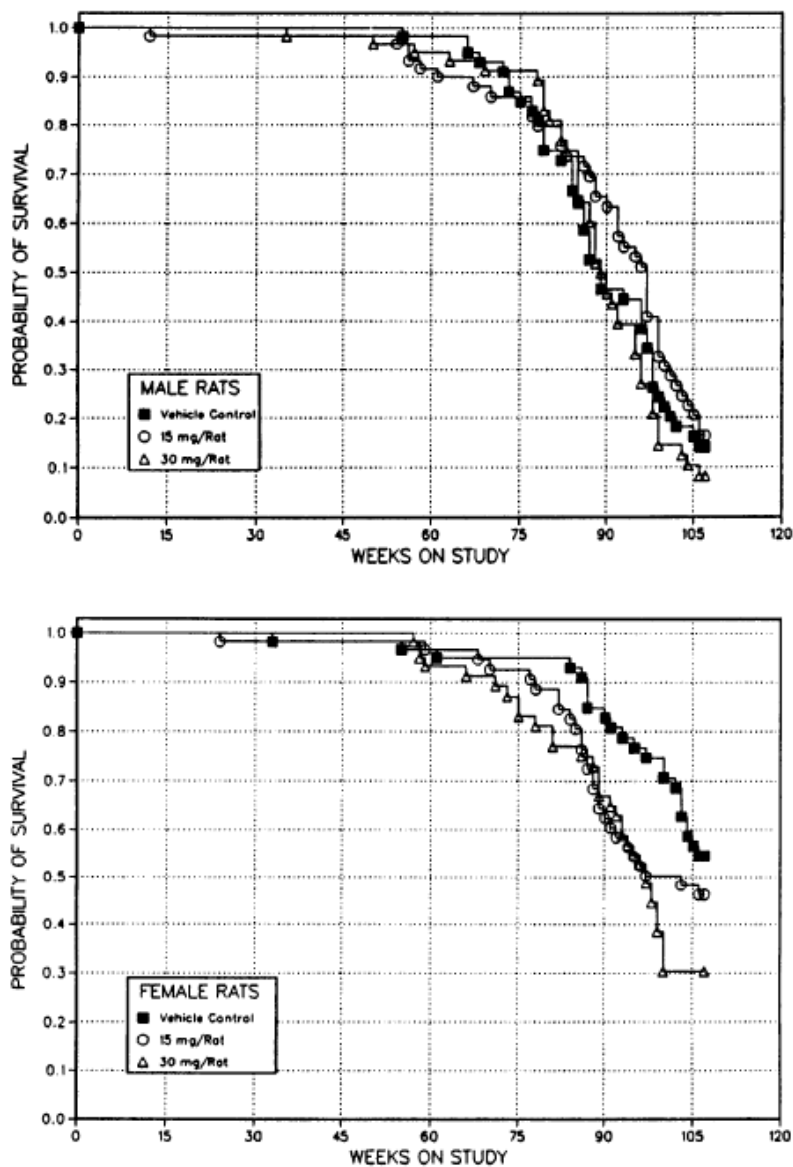 PROBABILITY OF SURVIVAL
1.0
0.9
0.8
0.7
0.6
0.5
0.4
0.3
0.2
0.1
0.0
MALE RATS
Vehicle Control
15 mg/Rat
30 mg/Rat
0 15 30 45 60 75 90 105 120
WEEKS ON STUDY
PROBABILITY OF SURVIVAL
1.0
0.9
0.8
0.7
0.6
0.5
0.4
0.3
0.2
0.1
0.0
FEMALE RATS
Vehicle Control
15 mg/Rat
30 mg/Rat
0 15 30 45 60 75 90 105 120
WEEKS ON STUDY